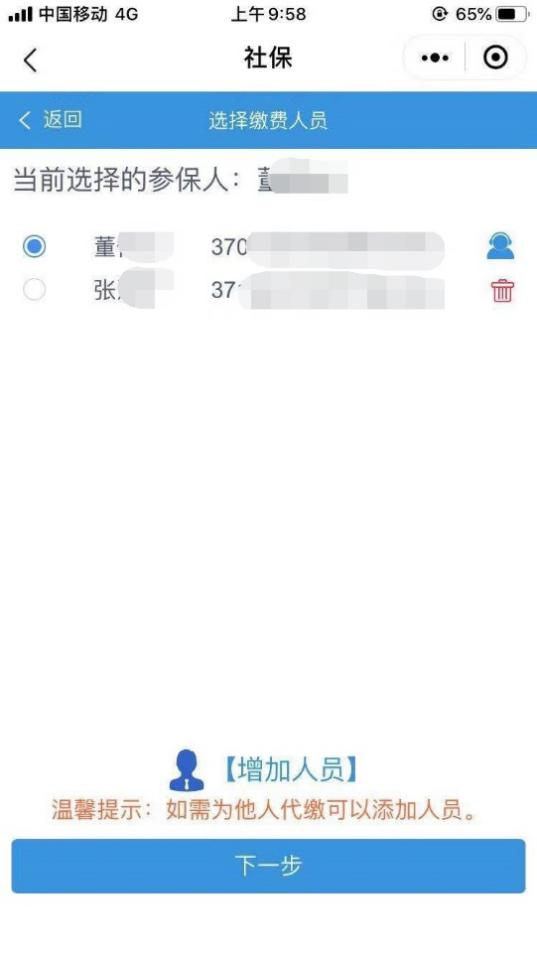 中国移动 4G 上午9:58 65%
社保
返回 选择缴费人员
当前选择的参保人：
董 370
张 37
【增加人员】
温馨提示：如需为他人代缴可以添加人员。
下一步